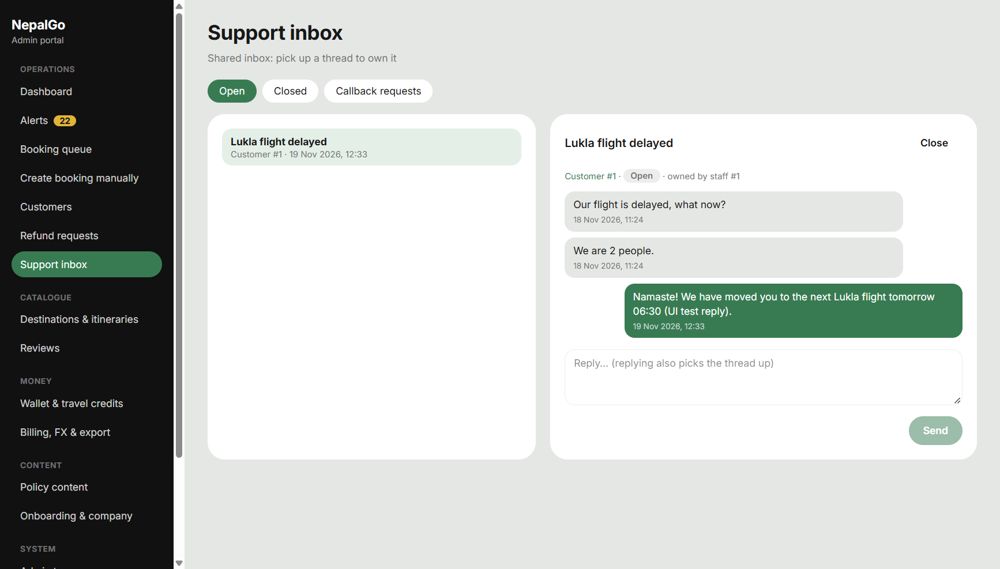 NepalGo
Admin portal
OPERATIONS
Dashboard
Alerts 22
Booking queue
Create booking manually
Customers
Refund requests
Support inbox
CATALOGUE
Destinations & itineraries
Reviews
MONEY
Wallet & travel credits
Billing, FX & export
CONTENT
Policy content
Onboarding & company
SYSTEM
Support inbox
Shared inbox: pick up a thread to own it
Open Closed Callback requests
Lukla flight delayed
Customer #1 · 19 Nov 2026, 12:33
Lukla flight delayed Close
Customer #1 · Open · owned by staff #1
Our flight is delayed, what now?
18 Nov 2026, 11:24
We are 2 people.
18 Nov 2026, 11:24
Namaste! We have moved you to the next Lukla flight tomorrow
06:30 (UI test reply).
19 Nov 2026, 12:33
Reply... (replying also picks the thread up)
Send